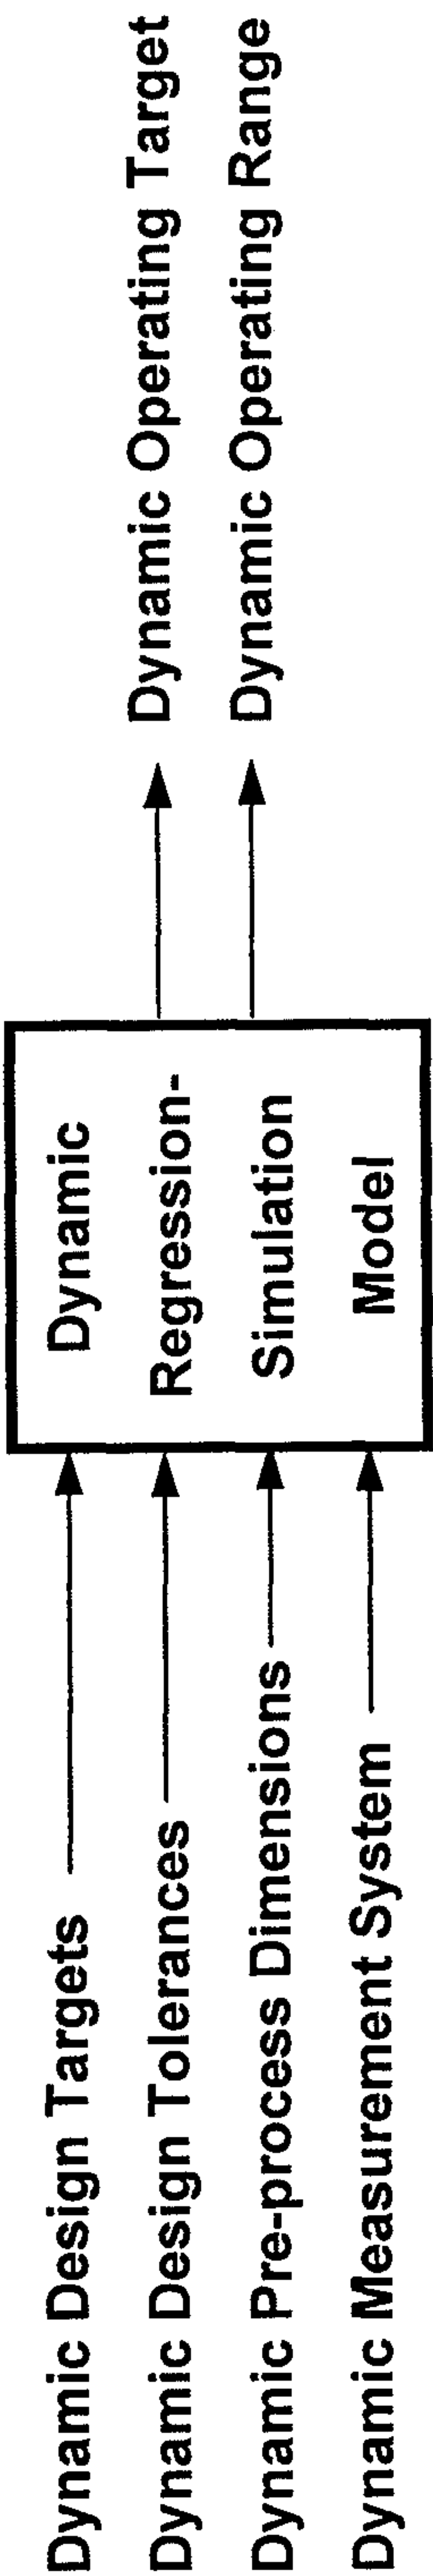 Dynamic Design Targets
Dynamic Design Tolerances
Dynamic Pre-process Dimensions
Dynamic Measurement System
Dynamic
Regression-
Simulation
Model
Dynamic Operating Target
Dynamic Operating Range